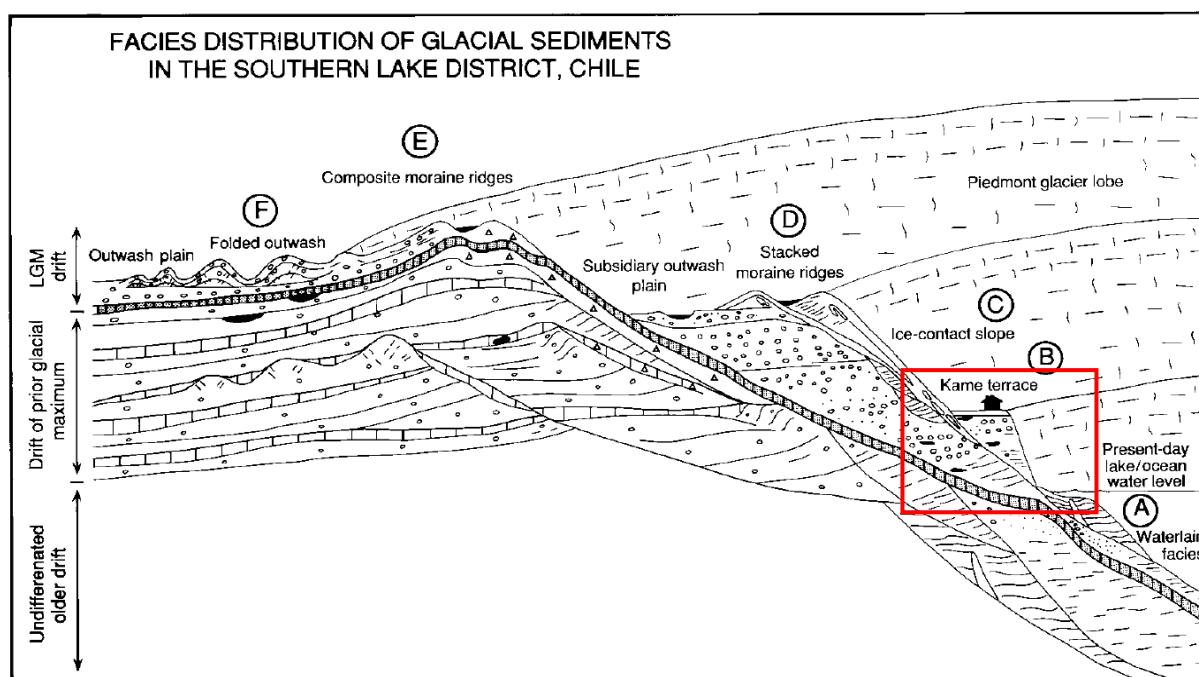 FACIES DISTRIBUTION OF GLACIAL SEDIMENTS
IN THE SOUTHERN LAKE DISTRICT, CHILE
E
Composite moraine ridges
Piedmont glacier lobe
F
Folded outwash
Outwash plain
D
Stacked
moraine ridges
Subsidiary outwash
plain
C
Ice-contact slope
B
Kame terrace
Present-day
lake/ocean
water level
A
Waterlain
facies
LGM
drift
Drift of prior glacial
maximum
Undifferenated
older drift